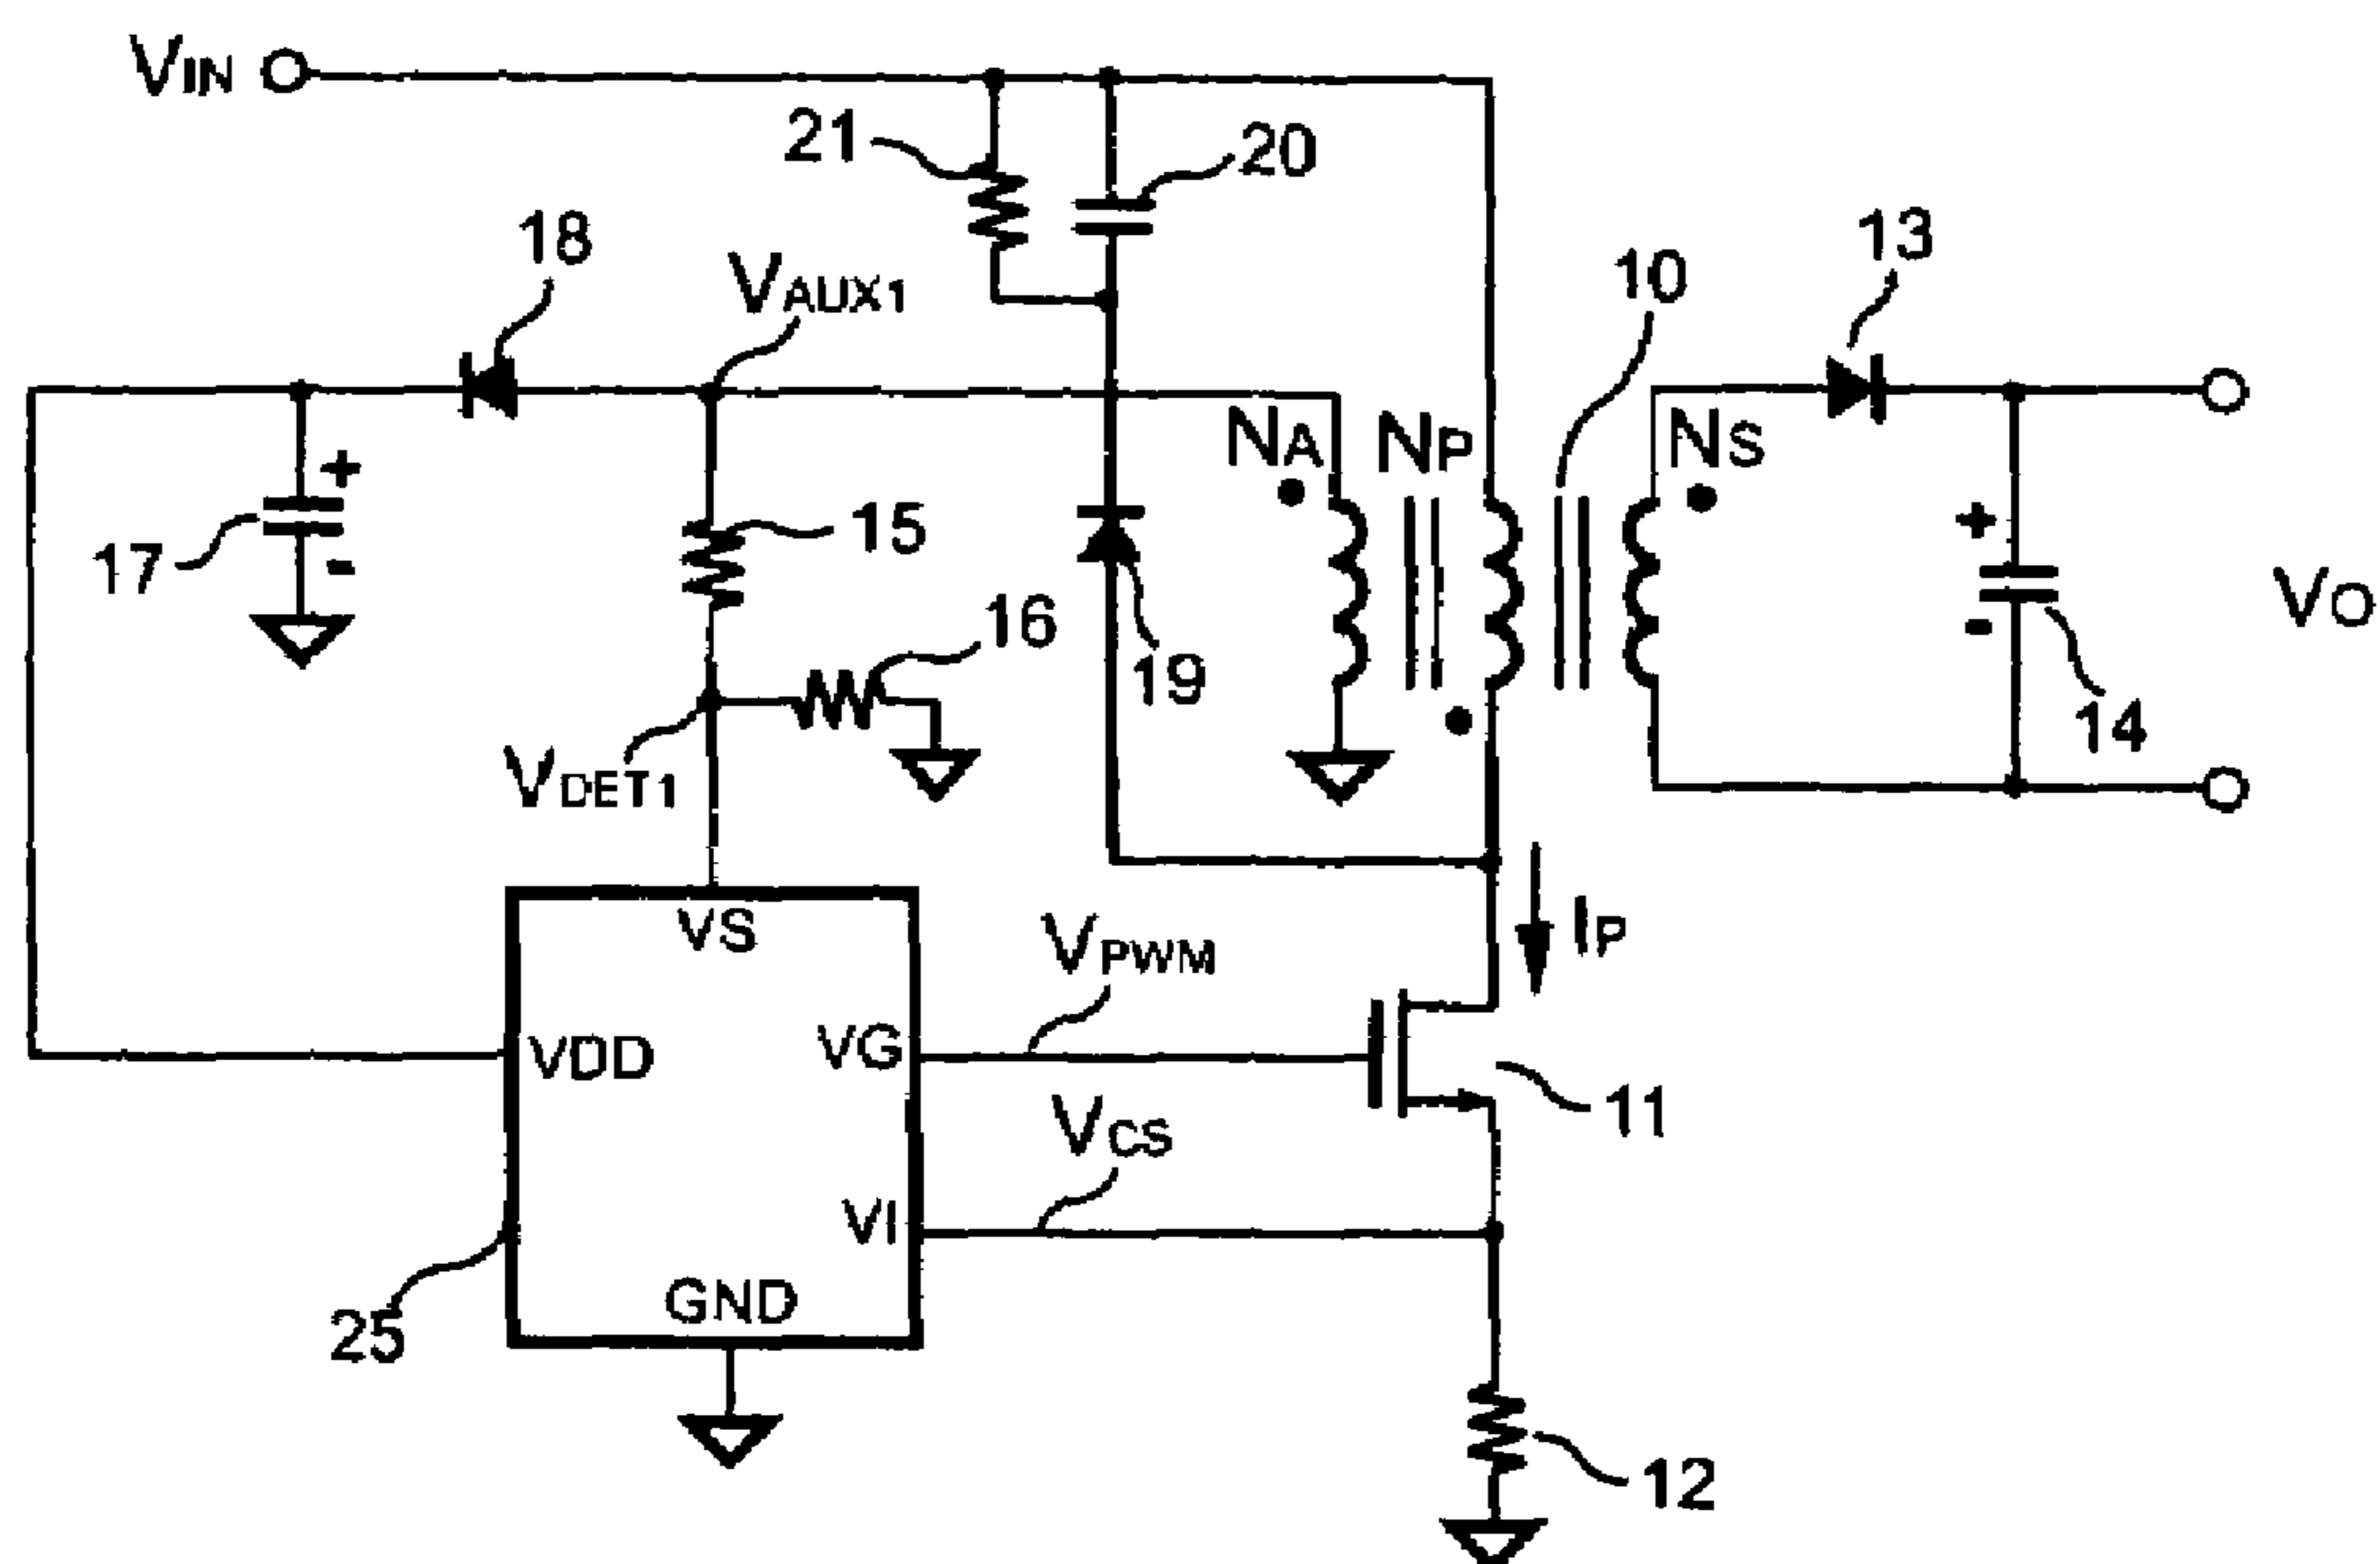 VIN
21
20
18
VAUX1
10
13
NA
NP
NS
+
17
-
15
16
19
+
-
14
VO
VDET1
VS
VPWM
IP
VDD
VG
VCS
11
VI
25
GND
12